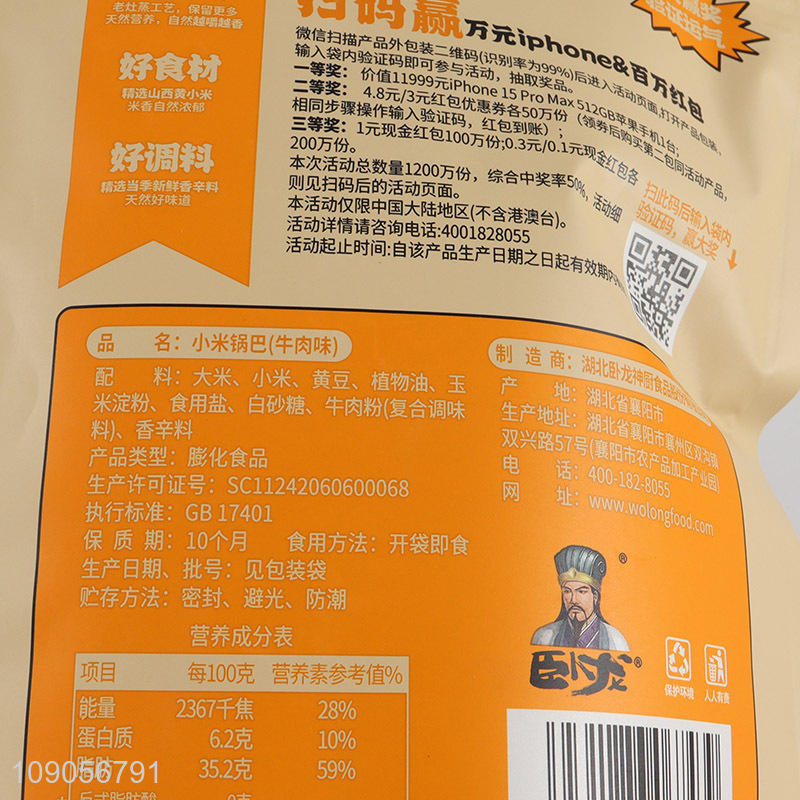 老灶蒸工艺，保留更多
天然营养，自然越嚼越香
好食材
精选山西黄小米
米香自然浓郁
好调料
精选当季新鲜香辛料
天然好味道
扫码赢万元iphone&百万红包
微信扫描产品外包装二维码(识别率为99%)后进入活动页面,打开产品包装,
输入袋内验证码即可参与活动，抽取奖品。
一等奖： 价值11999元iPhone 15 Pro Max 512GB苹果手机1台;
二等奖： 4.8元/3元红包优惠券各50万份（领券后购买第二包同活动产品,
相同步骤操作输入验证码，红包到账）;
三等奖：1元现金红包100万份;0.3元/0.1元现金红包各
200万份。
本次活动总数量1200万份，综合中奖率50%，活动细
则见扫码后的活动页面。
本活动仅限中国大陆地区(不含港澳台)。
活动详情请咨询电话:4001828055
活动起止时间:自该产品生产日期之日起有效期内
扫此码后输入袋内
验证码，赢大奖
品 名：小米锅巴(牛肉味)
配 料：大米、小米、黄豆、植物油、玉
米淀粉、食用盐、白砂糖、牛肉粉(复合调味
料)、香辛料
产品类型：膨化食品
生产许可证号：SC11242060600068
执行标准：GB 17401
保 质 期：10个月 食用方法：开袋即食
生产日期、批号：见包装袋
贮存方法：密封、避光、防潮
营养成分表
项目 每100克 营养素参考值%
能量 2367千焦 28%
蛋白质 6.2克 10%
脂肪 35.2克 59%
反式脂肪酸 0克
制 造 商：湖北卧龙神厨食品股份有限公司
产 地：湖北省襄阳市
生产地址：湖北省襄阳市襄州区双沟镇
双兴路57号(襄阳市农产品加工产业园)
电 话：400-182-8055
网 址：www.wolongfood.com
®
卧龙®
保护环境
人人有责
109056791